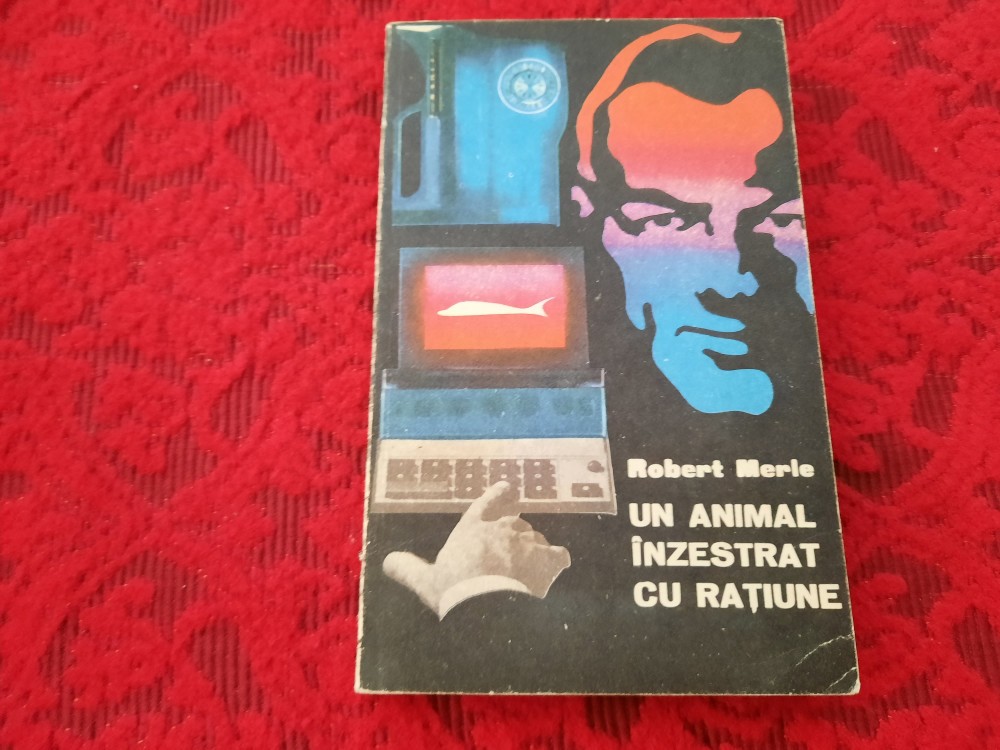 Robert Merle
UN ANIMAL
ÎNZESTRAT
CU RAȚIUNE